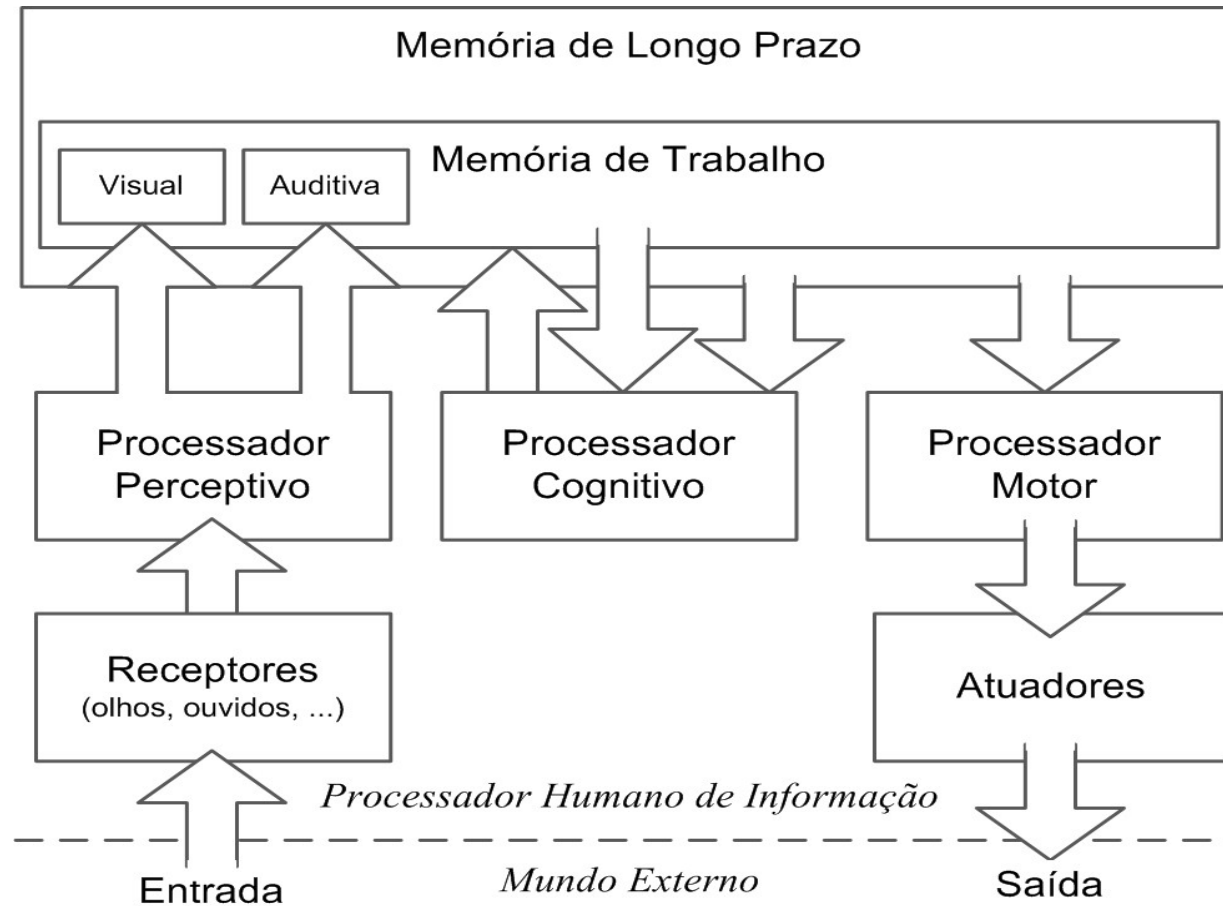 Memória de Longo Prazo
Memória de Trabalho
Visual
Auditiva
Processador
Perceptivo
Processador
Cognitivo
Processador
Motor
Receptores
(olhos, ouvidos, ...)
Atuadores
Processador Humano de Informação
Entrada
Mundo Externo
Saída